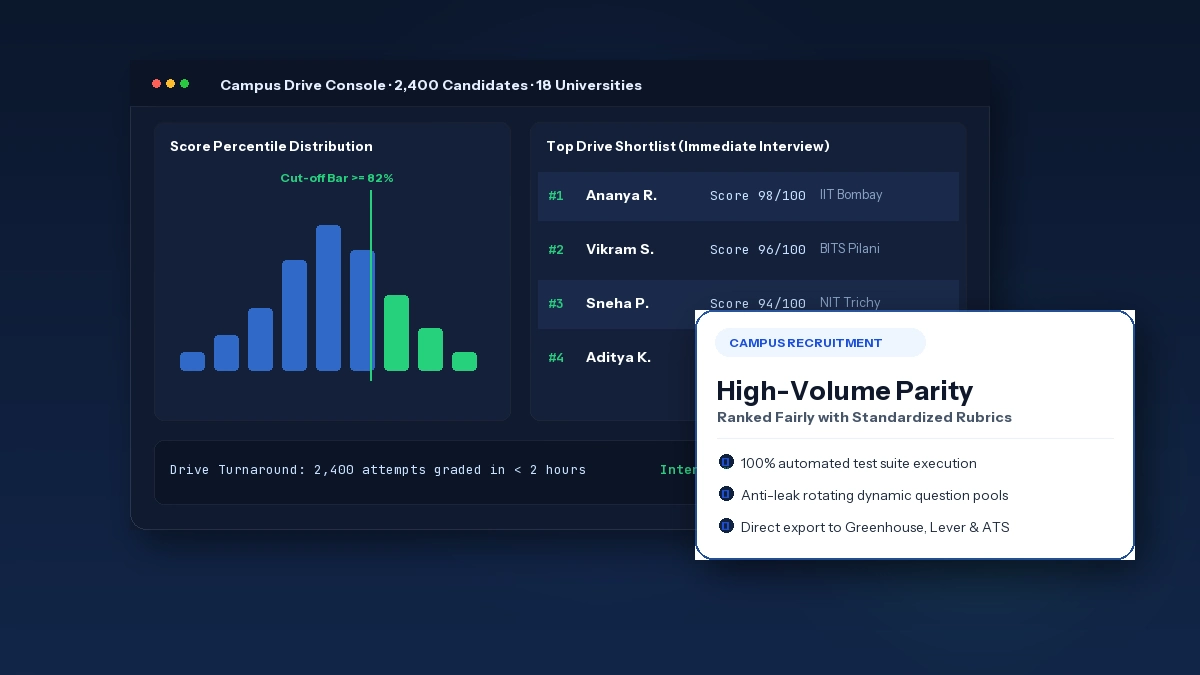 Campus Drive Console · 2,400 Candidates · 18 Universities
Score Percentile Distribution
Cut-off Bar >= 82%
Top Drive Shortlist (Immediate Interview)
#1 Ananya R. Score 98/100 IIT Bombay
#2 Vikram S. Score 96/100 BITS Pilani
#3 Sneha P. Score 94/100 NIT Trichy
#4 Aditya K.
Drive Turnaround: 2,400 attempts graded in < 2 hours
CAMPUS RECRUITMENT
High-Volume Parity
Ranked Fairly with Standardized Rubrics
100% automated test suite execution
Anti-leak rotating dynamic question pools
Direct export to Greenhouse, Lever & ATS